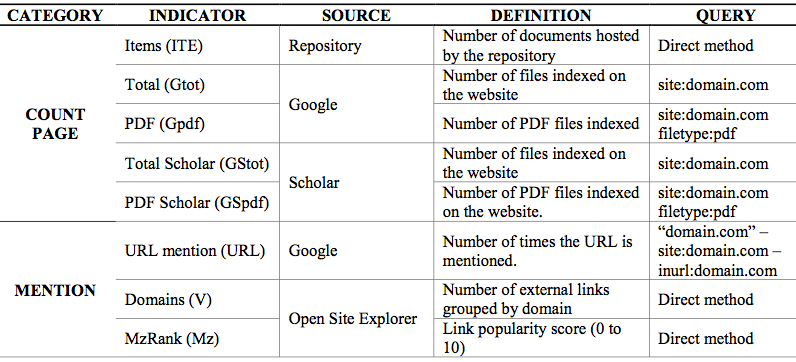 CATEGORY INDICATOR SOURCE DEFINITION QUERY
COUNT PAGE
Items (ITE)
Repository
Number of documents hosted
by the repository
Direct method
Total (Gtot)
Google
Number of files indexed on
the website
site:domain.com
PDF (Gpdf)
Number of PDF files indexed
site:domain.com
filetype:pdf
Total Scholar (GStot)
Scholar
Number of files indexed on
the website
site:domain.com
PDF Scholar (GSpdf)
Number of PDF files indexed
on the website.
site:domain.com
filetype:pdf
MENTION
URL mention (URL)
Google
Number of times the URL is
mentioned.
“domain.com” –
site:domain.com –
inurl:domain.com
Domains (V)
Open Site Explorer
Number of external links
grouped by domain
Direct method
MzRank (Mz)
Link popularity score (0 to
10)
Direct method